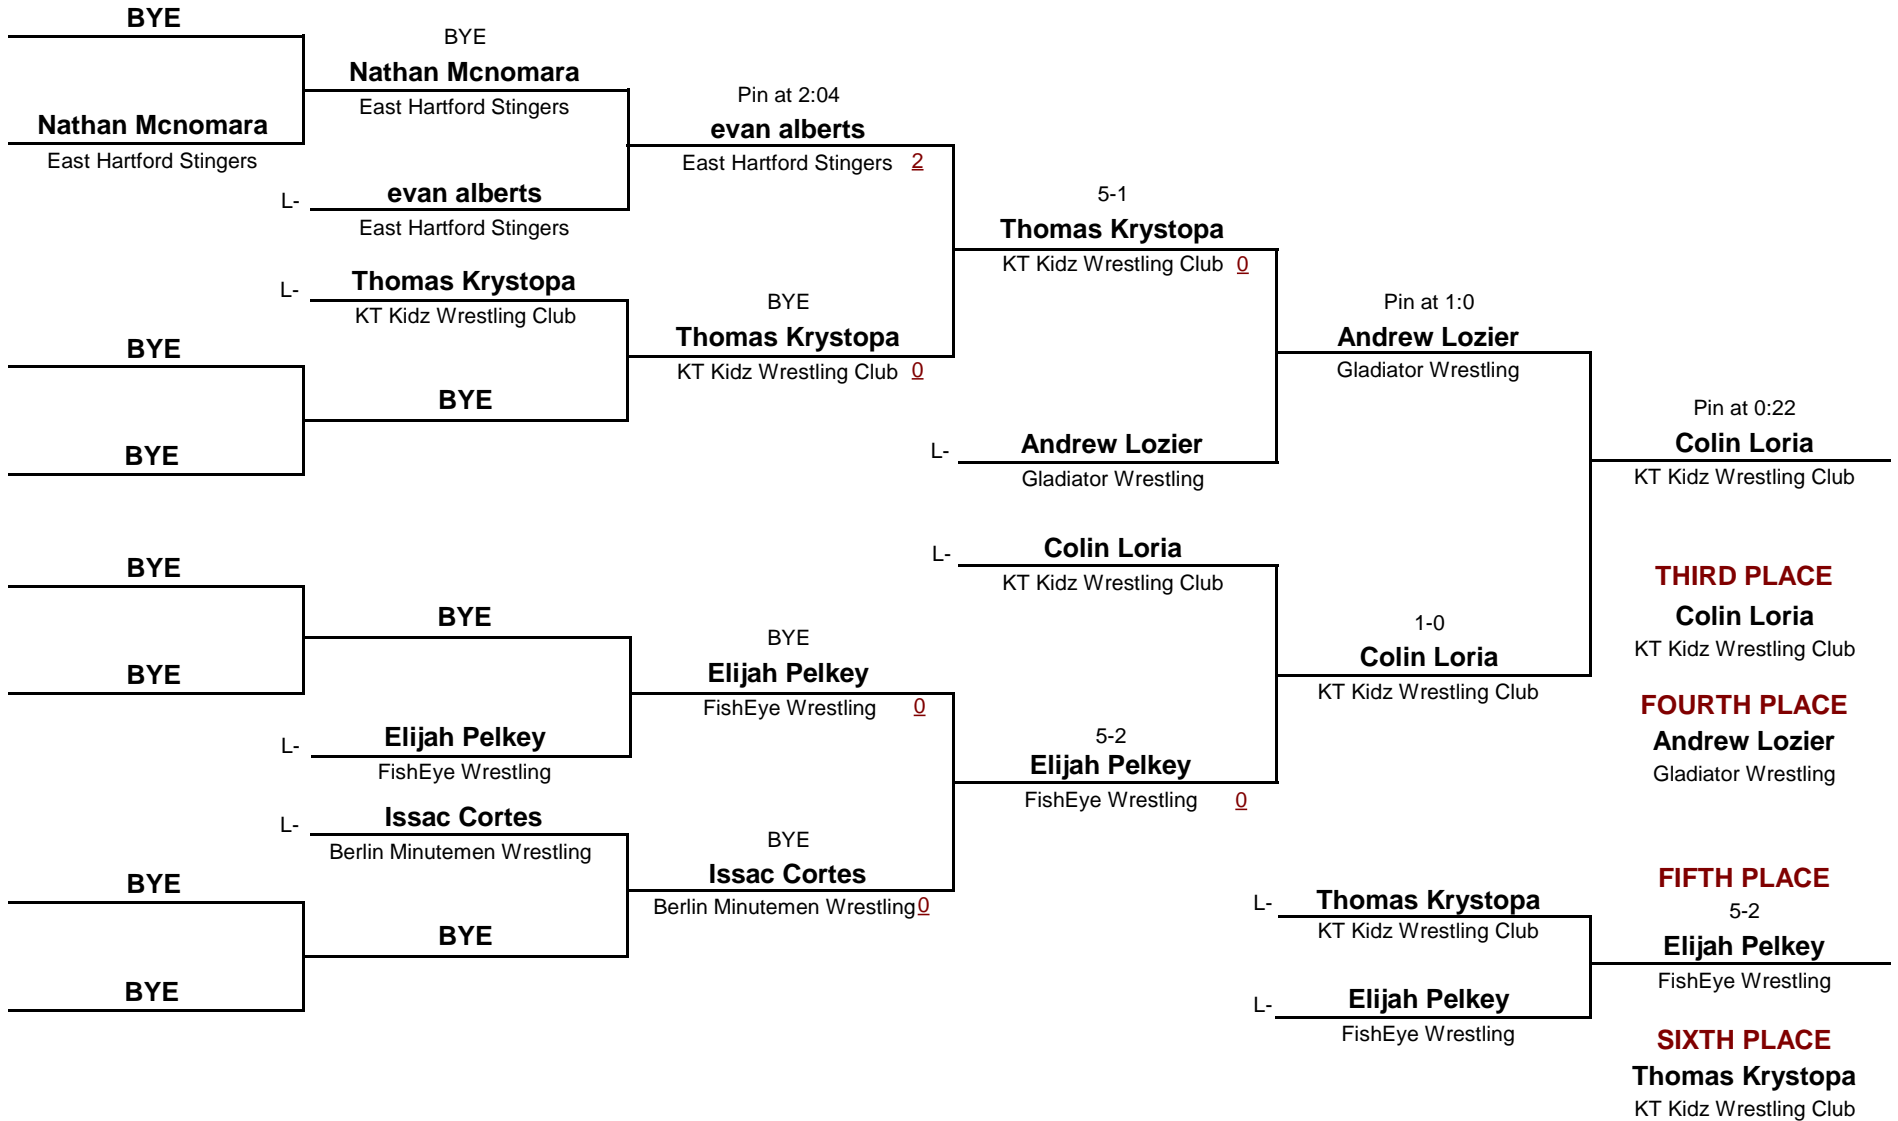 BYE
Nathan Mcnomara
East Hartford Stingers
BYE
BYE
BYE
BYE
BYE
BYE
Nathan Mcnomara
East Hartford Stingers
L- evan alberts
East Hartford Stingers
L- Thomas Krystopa
KT Kidz Wrestling Club
BYE
BYE
L- Elijah Pelkey
FishEye Wrestling
L- Issac Cortes
Berlin Minutemen Wrestling
BYE
BYE
BYE
Pin at 2:04
evan alberts
East Hartford Stingers 2
BYE
Thomas Krystopa
KT Kidz Wrestling Club 0
BYE
Elijah Pelkey
FishEye Wrestling 0
BYE
Issac Cortes
Berlin Minutemen Wrestling 0
5-1
Thomas Krystopa
KT Kidz Wrestling Club 0
L- Andrew Lozier
Gladiator Wrestling
L- Colin Loria
KT Kidz Wrestling Club
5-2
Elijah Pelkey
FishEye Wrestling 0
Pin at 1:0
Andrew Lozier
Gladiator Wrestling
1-0
Colin Loria
KT Kidz Wrestling Club
L- Thomas Krystopa
KT Kidz Wrestling Club
L- Elijah Pelkey
FishEye Wrestling
Pin at 0:22
Colin Loria
KT Kidz Wrestling Club
THIRD PLACE
Colin Loria
KT Kidz Wrestling Club
FOURTH PLACE
Andrew Lozier
Gladiator Wrestling
FIFTH PLACE
5-2
Elijah Pelkey
FishEye Wrestling
SIXTH PLACE
Thomas Krystopa
KT Kidz Wrestling Club